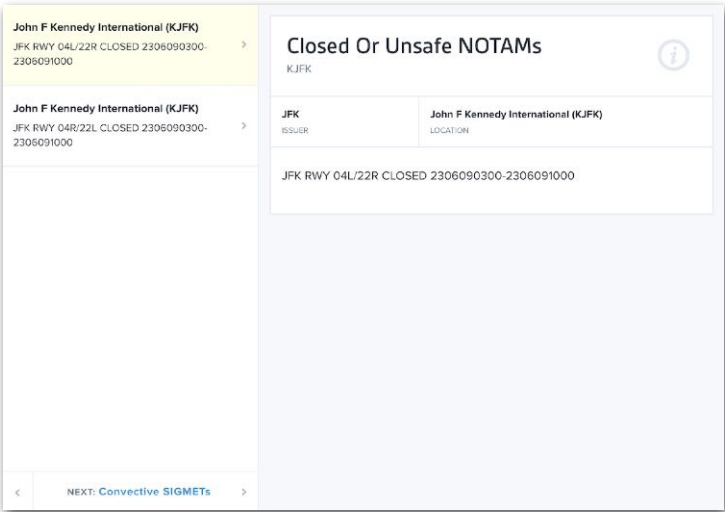 John F Kennedy International (KJFK)
JFK RWY 04L/22R CLOSED 2306090300-
2306091000
John F Kennedy International (KJFK)
JFK RWY 04R/22L CLOSED 2306090300-
2306091000
NEXT: Convective SIGMETs
Closed Or Unsafe NOTAMs
KJFK
JFK
ISSUER
John F Kennedy International (KJFK)
LOCATION
JFK RWY 04L/22R CLOSED 2306090300-2306091000